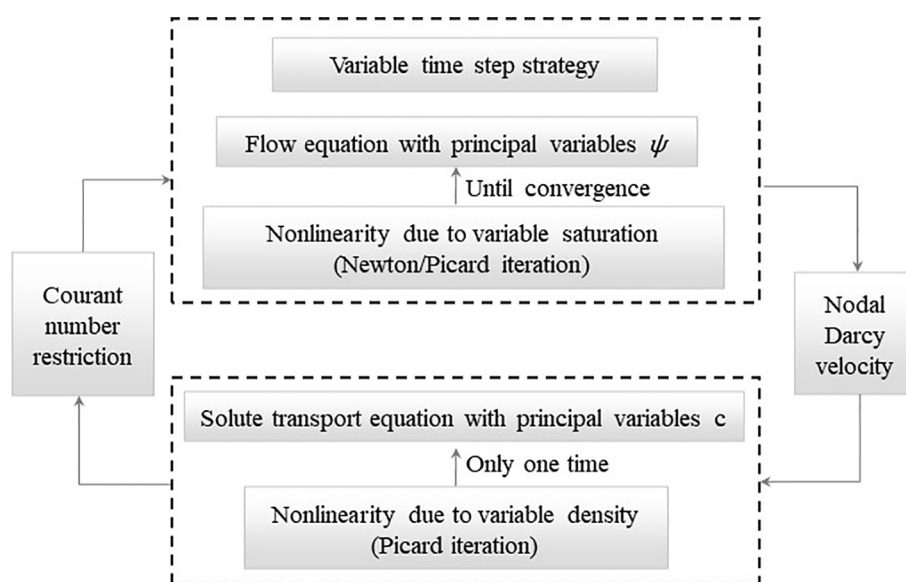 Variable time step strategy
Flow equation with principal variables ψ
Until convergence
Nonlinearity due to variable saturation
(Newton/Picard iteration)
Courant
number
restriction
Nodal
Darcy
velocity
Solute transport equation with principal variables c
Only one time
Nonlinearity due to variable density
(Picard iteration)